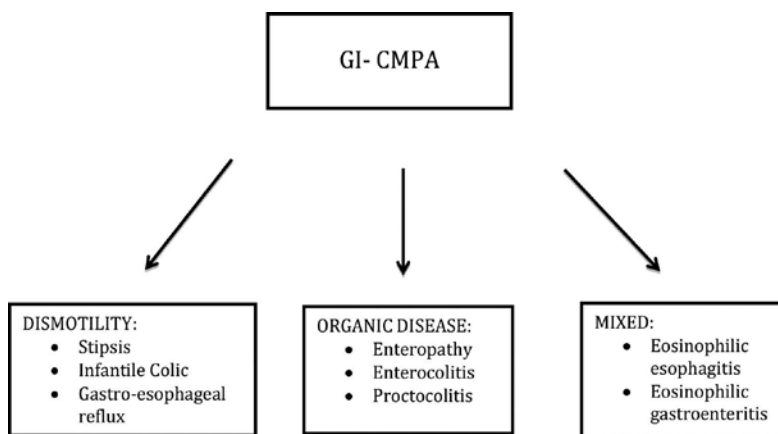 GI- CMPA
DISMOTILITY:
• Stipsis
• Infantile Colic
• Gastro-esophageal
reflux
ORGANIC DISEASE:
• Enteropathy
• Enterocolitis
• Proctocolitis
MIXED:
• Eosinophilic
esophagitis
• Eosinophilic
gastroenteritis